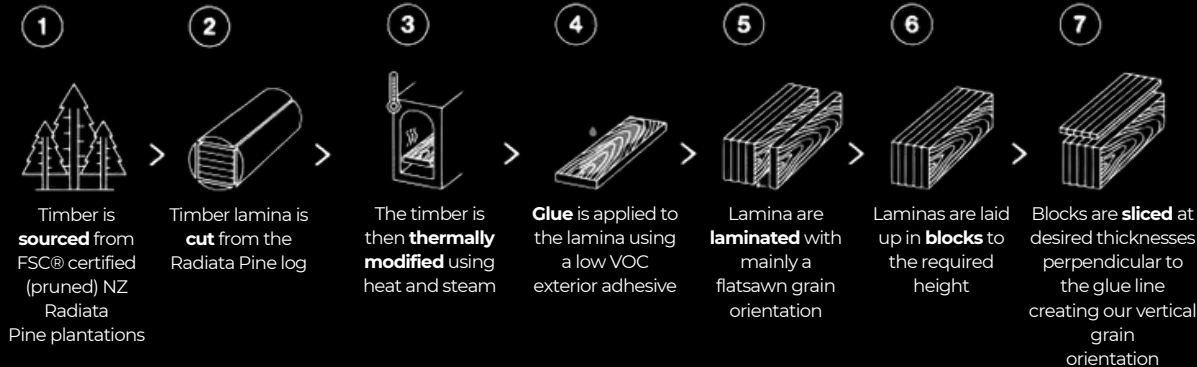 1
2
3
4
5
6
7
Timber is
sourced from
FSC® certified
(pruned) NZ
Radiata
Pine plantations
Timber lamina is
cut from the
Radiata Pine log
The timber is
then thermally
modified using
heat and steam
Glue is applied to
the lamina using
a low VOC
exterior adhesive
Lamina are
laminated with
mainly a
flatsawn grain
orientation
Laminas are laid
up in blocks to
the required
height
Blocks are sliced at
desired thicknesses
perpendicular to
the glue line
creating our vertical
grain
orientation